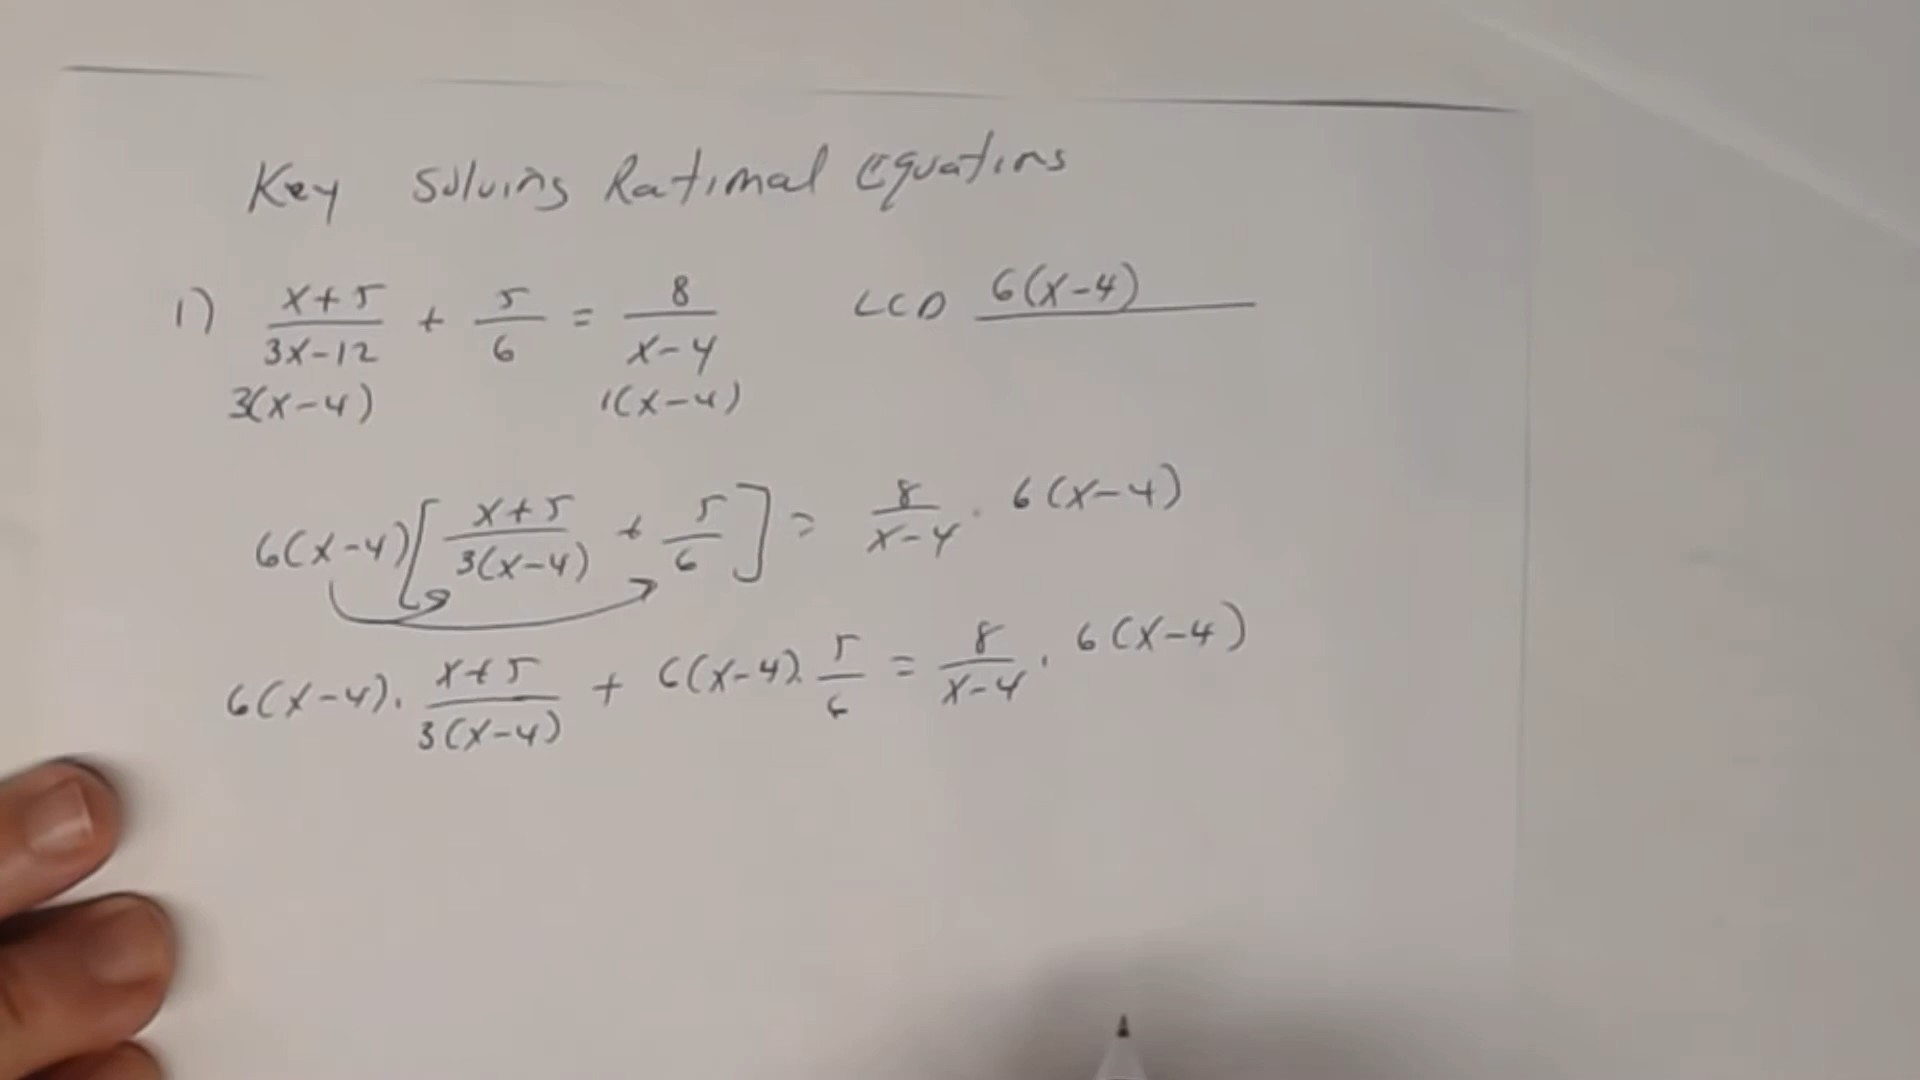 Key Solving Rational Equations
1) (x+5)/(3x-12) + 5/6 = 8/(x-4) LCD 6(x-4)
3(x-4) 1(x-4)
6(x-4)[(x+5)/(3(x-4)) + 5/6] = 8/(x-4) · 6(x-4)
6(x-4) · (x+5)/(3(x-4)) + 6(x-4) · 5/6 = 8/(x-4) · 6(x-4)